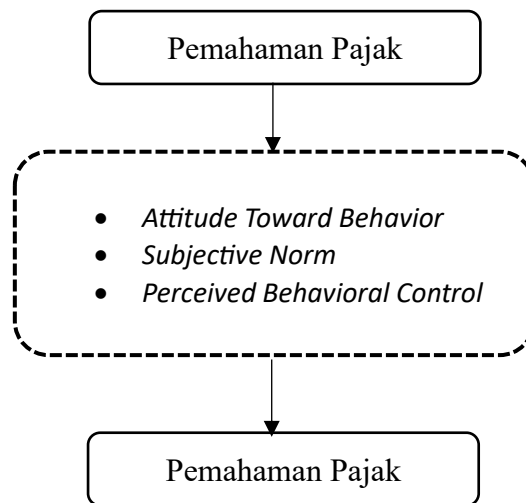 Pemahaman Pajak
• Attitude Toward Behavior
• Subjective Norm
• Perceived Behavioral Control
Pemahaman Pajak